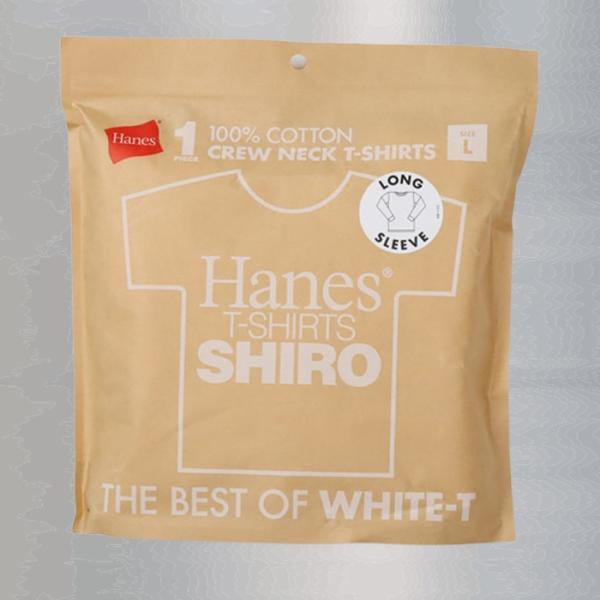 Hanes
1
PIECE
100% COTTON
CREW NECK T-SHIRTS
SIZE
L
LONG
SLEEVE
Hanes®
T-SHIRTS
SHIRO
THE BEST OF WHITE-T